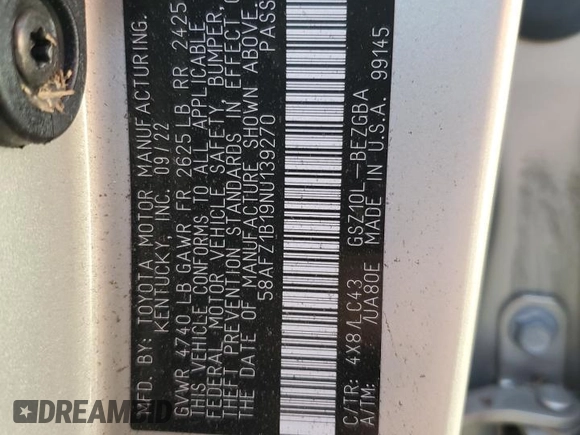 MFD. BY: TOYOTA MOTOR MANUFACTURING.
KENTUCKY, INC. 09/22
GVWR 4740 LB GAWR FR 2625 LB RR 2425
THIS VEHICLE CONFORMS TO ALL APPLICABLE
FEDERAL MOTOR VEHICLE SAFETY, BUMPER,
THEFT PREVENTION STANDARDS IN EFFECT
THE DATE OF MANUFACTURE SHOWN ABOVE.
58AFZ1B19NU139270 PASS
C/TR: 4X8/LC43 GSZ10L-BEZGBA
A/TM: /UA80E MADE IN U.S.A. 99145
DREAMBID